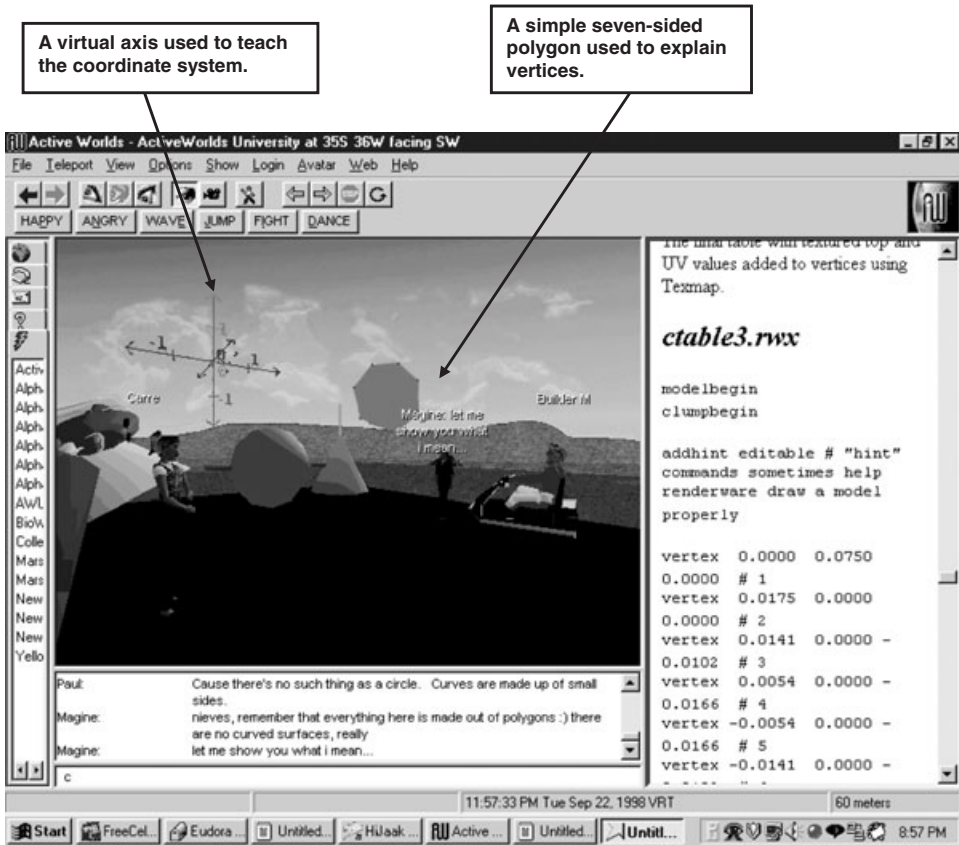 A virtual axis used to teach
the coordinate system.
A simple seven-sided
polygon used to explain
vertices.
Active Worlds - ActiveWorlds University at 35S 36W facing SW
File Teleport View Options Show Login Avatar Web Help
HAPPY ANGRY WAVE JUMP FIGHT DANCE
Activ
Alph
Alph
Alph
Alph
Alph
Alph
AWL
BioW
Colle
Mars
Mars
New
New
New
Yello
-1 1
-1
Carre
Magine: let me
show you what
i mean...
Builder M
The final table with textured top and
UV values added to vertices using
Texmap.
ctable3.rwx
modelbegin
clumpbegin
addhint editable # "hint"
commands sometimes help
renderware draw a model
properly
vertex 0.0000 0.0750
0.0000 # 1
vertex 0.0175 0.0000
0.0000 # 2
vertex 0.0141 0.0000 -
0.0102 # 3
vertex 0.0054 0.0000 -
0.0166 # 4
vertex -0.0054 0.0000 -
0.0166 # 5
vertex -0.0141 0.0000 -
Paul: Cause there's no such thing as a circle. Curves are made up of small
sides.
Magine: nieves, remember that everything here is made out of polygons :) there
are no curved surfaces, really
Magine: let me show you what i mean...
c
11:57:33 PM Tue Sep 22, 1998 VRT 60 meters
Start FreeCel... Eudora ... Untitled... HiJaak ... Active ... Untitled... Untitl... 8:57 PM